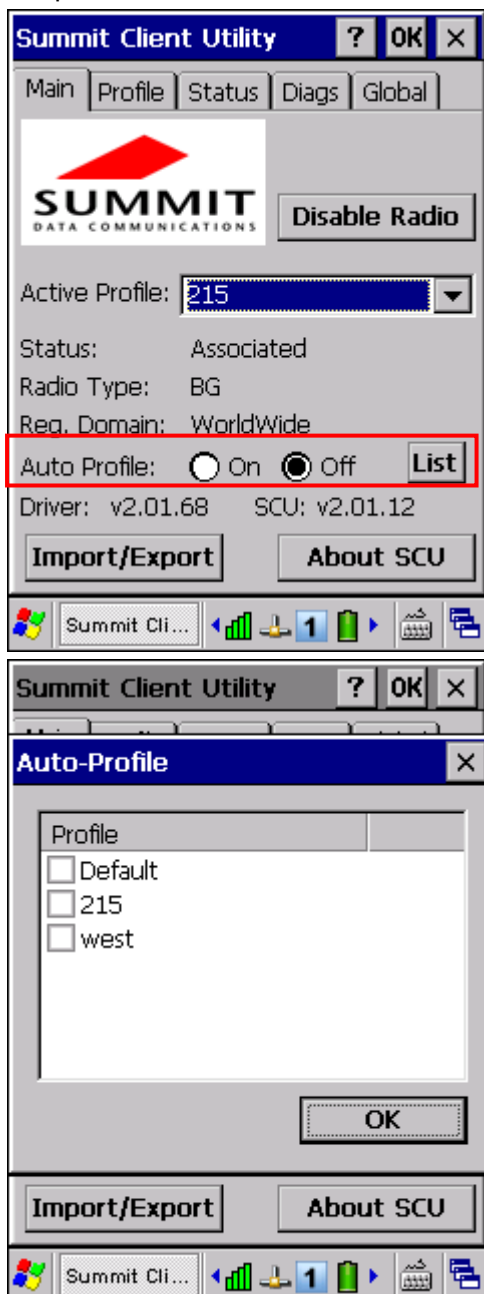 Summit Client Utility ? OK ×
Main Profile Status Diags Global
SUMMIT
DATA COMMUNICATIONS
Disable Radio
Active Profile: 215
Status: Associated
Radio Type: BG
Reg. Domain: WorldWide
Auto Profile: On Off List
Driver: v2.01.68 SCU: v2.01.12
Import/Export About SCU
Summit Cli... 1
Summit Client Utility ? OK ×
Auto-Profile ×
Profile
Default
215
west
OK
Import/Export About SCU
Summit Cli... 1